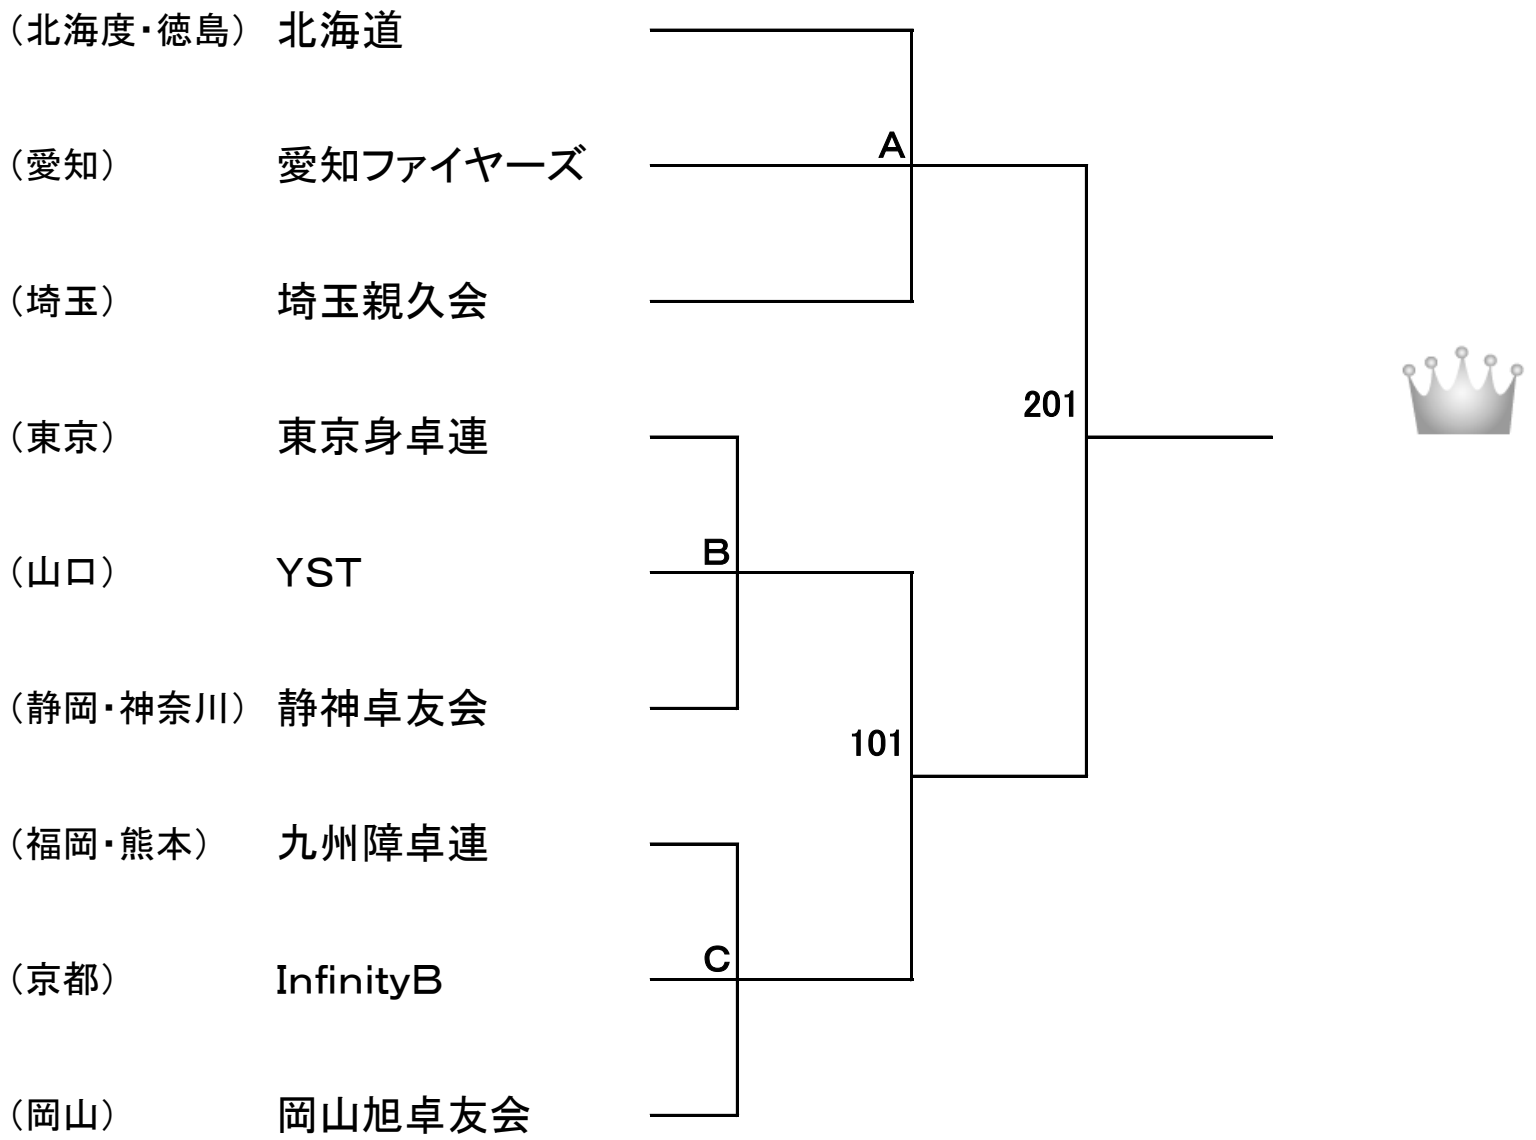 （北海度・徳島） 北海道
A
（愛知） 愛知ファイヤーズ
（埼玉） 埼玉親久会
201
（東京） 東京身卓連
B
（山口） YST
（静岡・神奈川） 静神卓友会
101
（福岡・熊本） 九州障卓連
C
（京都） InfinityB
（岡山） 岡山旭卓友会